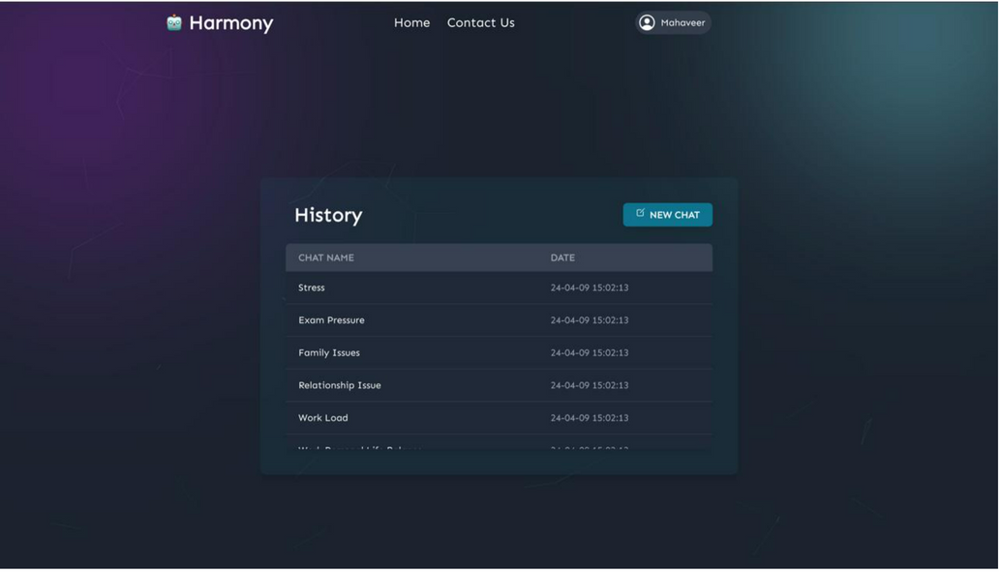 Harmony
Home Contact Us
Mahaveer
History
NEW CHAT
CHAT NAME DATE
Stress 24-04-09 15:02:13
Exam Pressure 24-04-09 15:02:13
Family Issues 24-04-09 15:02:13
Relationship Issue 24-04-09 15:02:13
Work Load 24-04-09 15:02:13